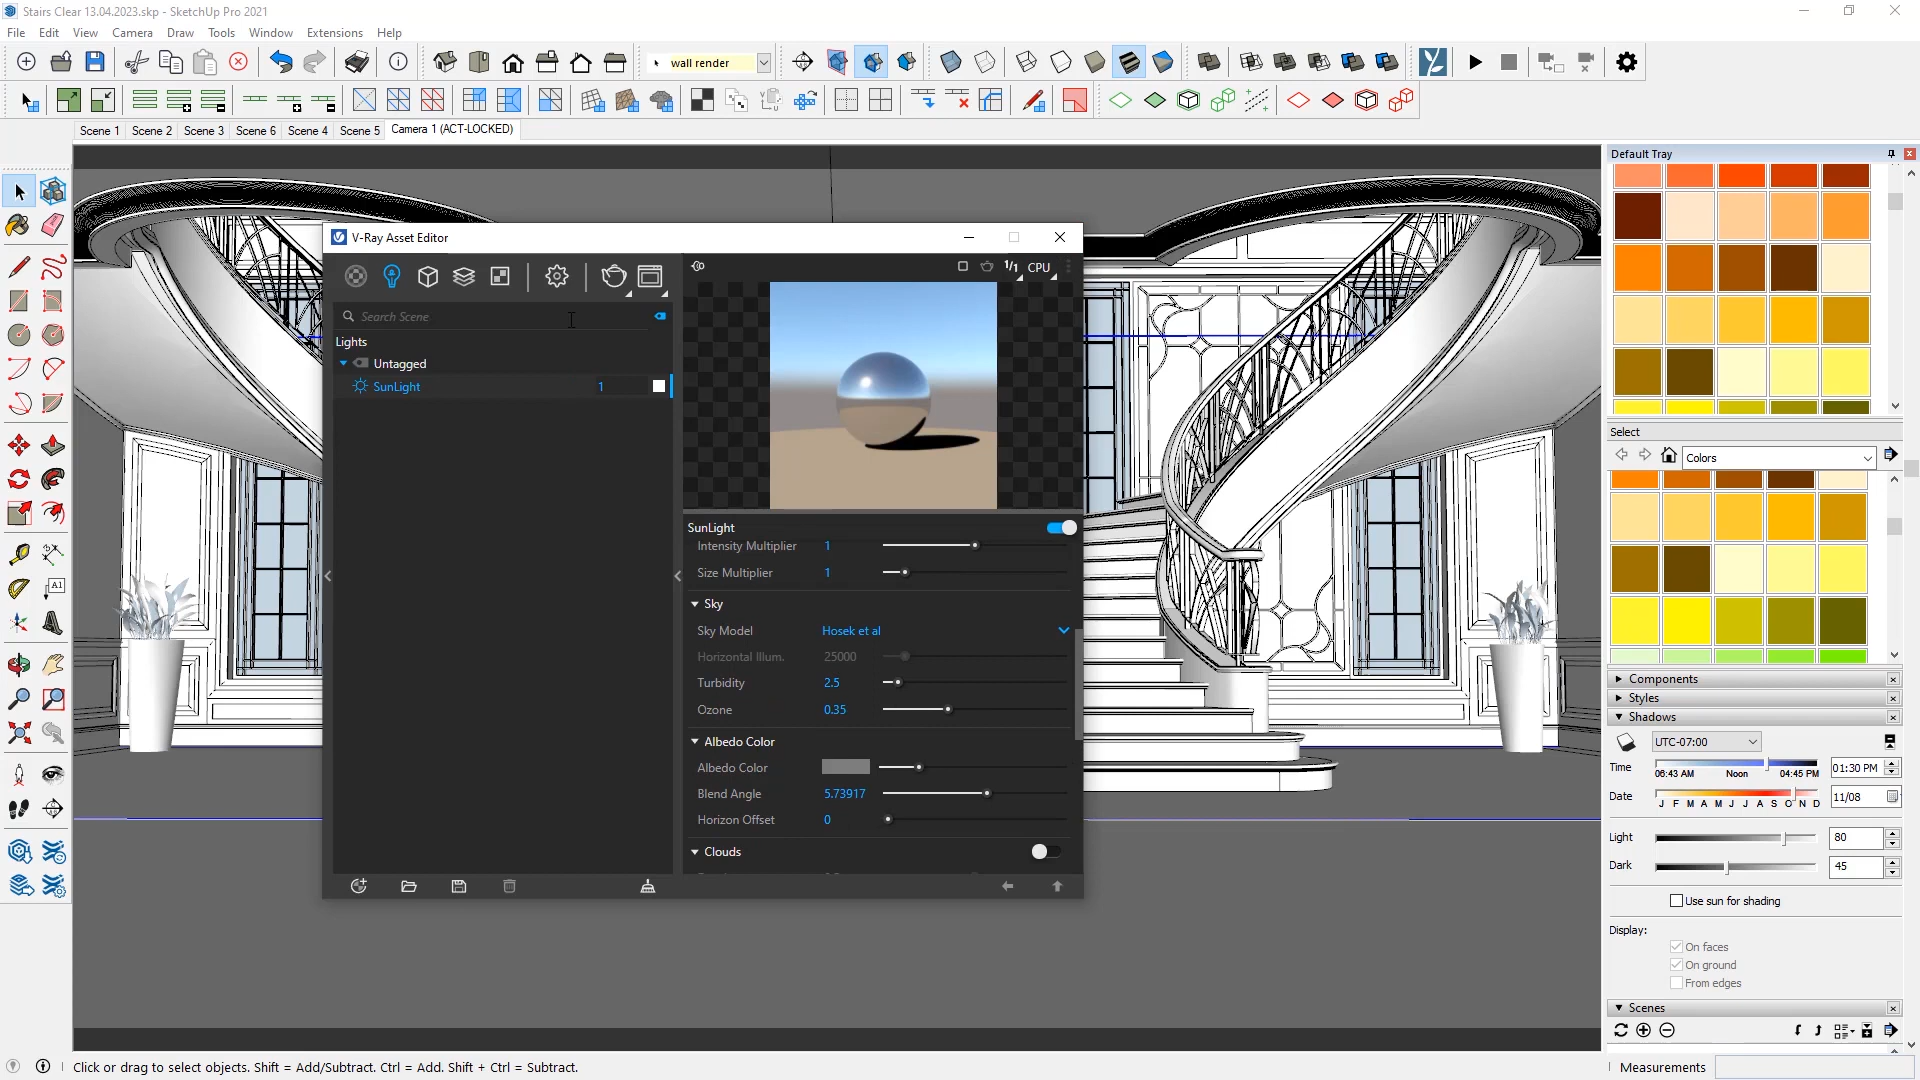 Stairs Clear 13.04.2023.skp - SketchUp Pro 2021
File Edit View Camera Draw Tools Window Extensions Help
wall render
Scene 1 Scene 2 Scene 3 Scene 6 Scene 4 Scene 5 Camera 1 (ACT-LOCKED)
Default Tray
V-Ray Asset Editor
1/1 CPU
Search Scene
Lights
Untagged
SunLight 1
SunLight
Intensity Multiplier 1
Size Multiplier 1
Sky
Sky Model Hosek et al
Horizontal Illum. 25000
Turbidity 2.5
Ozone 0.35
Albedo Color
Albedo Color
Blend Angle 5.73917
Horizon Offset 0
Clouds
A1
Select
Colors
Components
Styles
Shadows
UTC-07:00
Time 06:43 AM Noon 04:45 PM 01:30 PM
Date J F M A M J J A S O N D 11/08
Light 80
Dark 45
Use sun for shading
Display:
On faces
On ground
From edges
Scenes
Click or drag to select objects. Shift = Add/Subtract. Ctrl = Add. Shift + Ctrl = Subtract.
Measurements